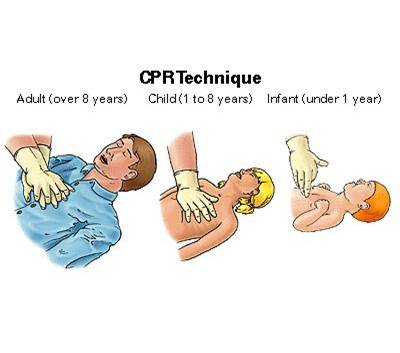 CPR Technique
Adult (over 8 years) Child (1 to 8 years) Infant (under 1 year)